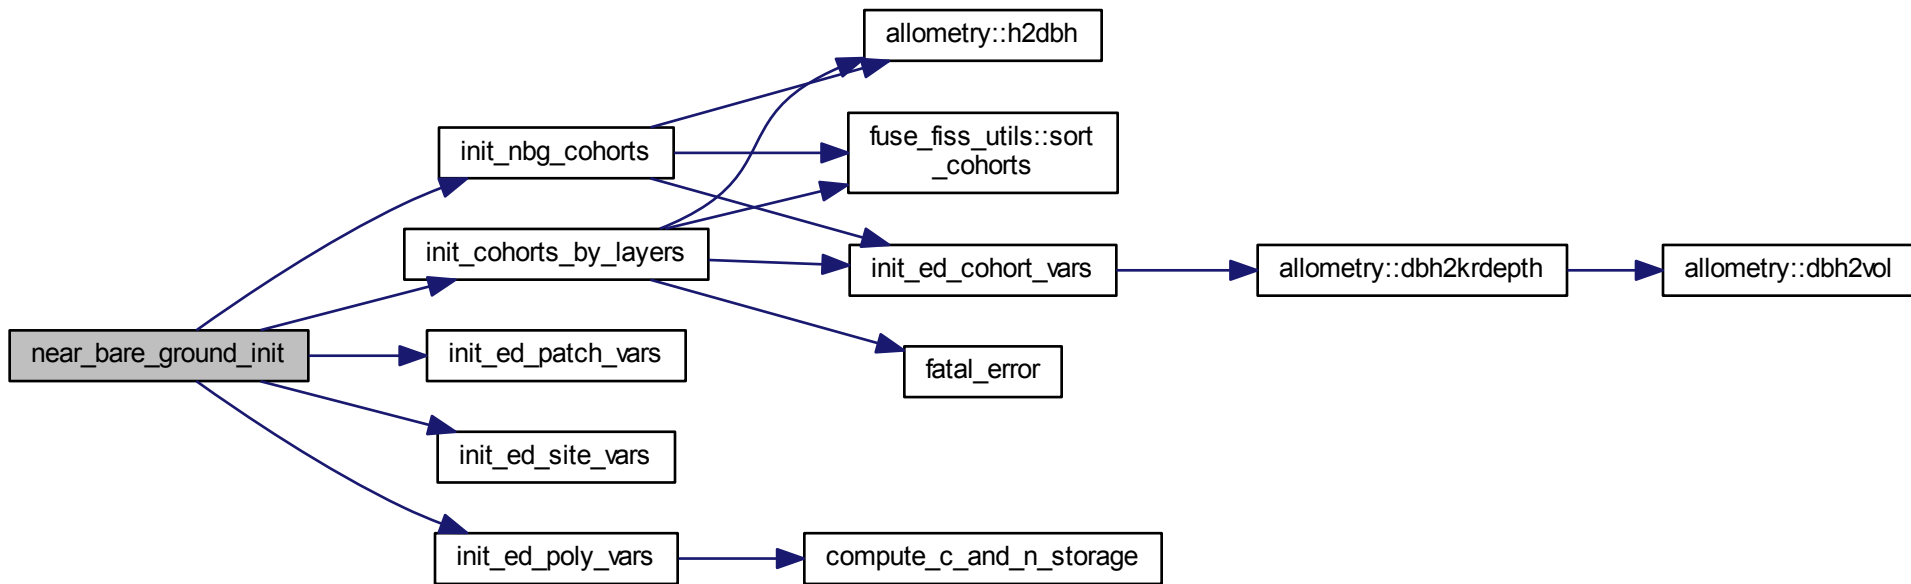 allometry::h2dbh
fuse_fiss_utils::sort
_cohorts
init_nbg_cohorts
init_cohorts_by_layers
init_ed_cohort_vars
allometry::dbh2krdepth
allometry::dbh2vol
near_bare_ground_init
init_ed_patch_vars
fatal_error
init_ed_site_vars
init_ed_poly_vars
compute_c_and_n_storage